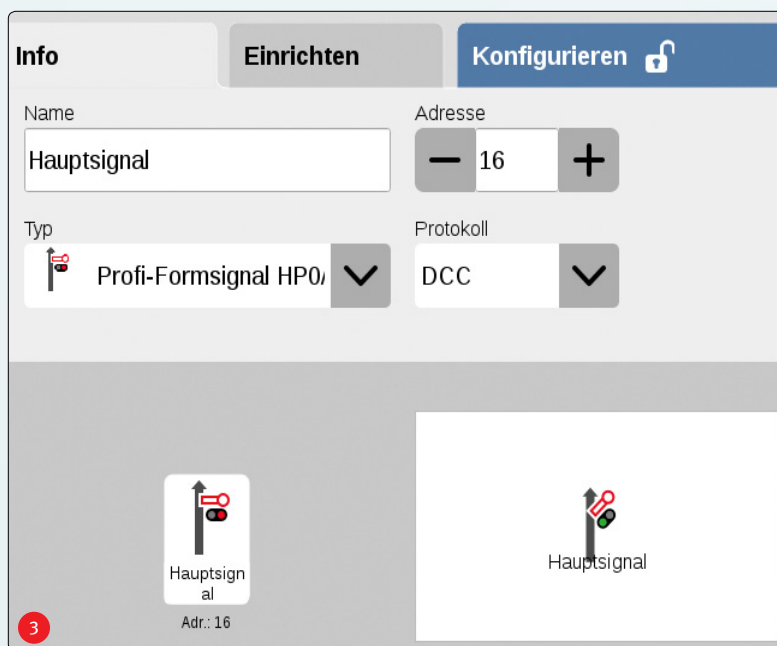 Info Einrichten Konfigurieren
Name Adresse
Hauptsignal 16
Typ Protokoll
Profi-Formsignal HP0/ DCC
Hauptsign
al
Adr.: 16
Hauptsignal
3